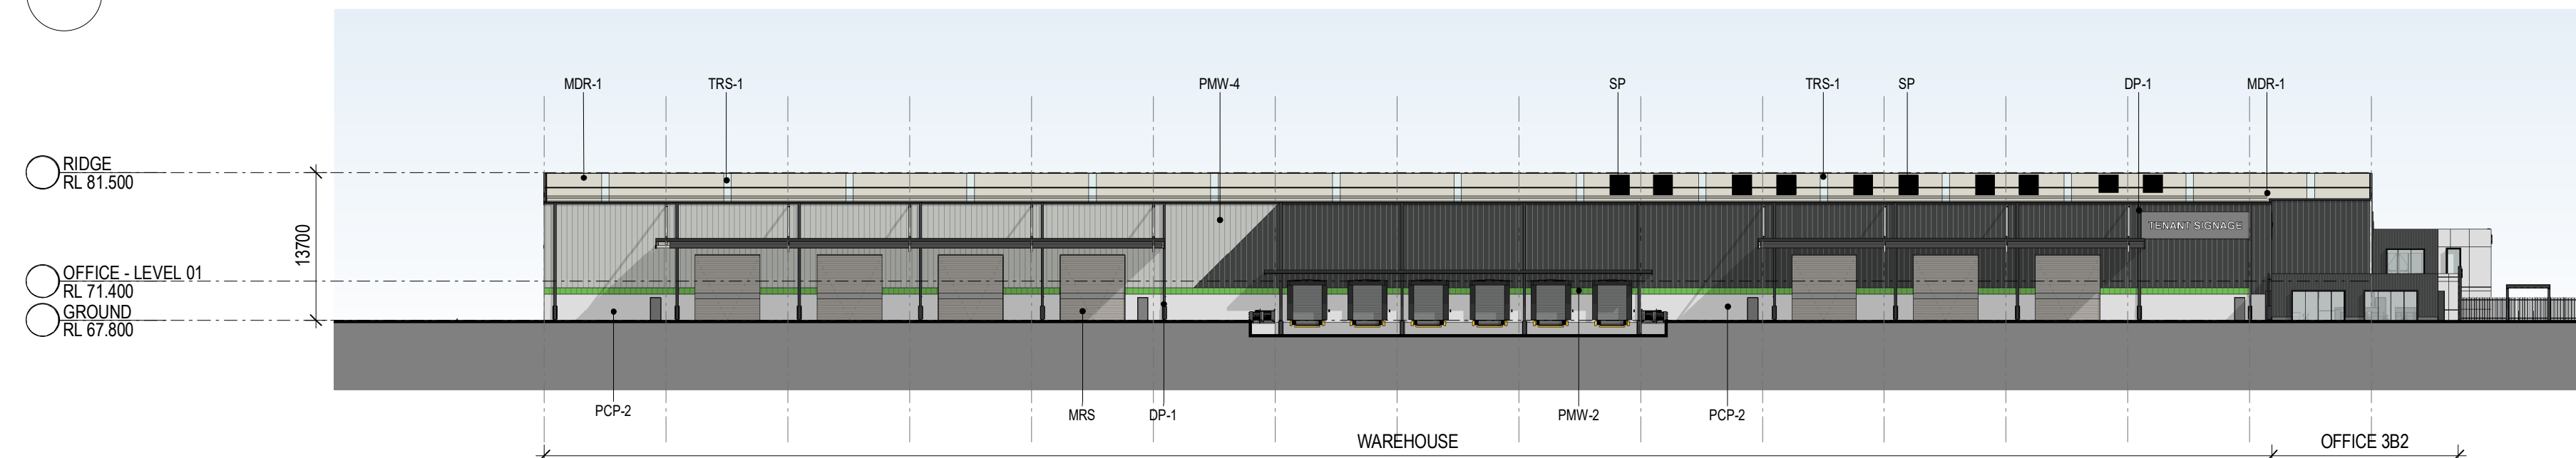 MDR-1 TRS-1 PMW-4 SP TRS-1 SP DP-1 MDR-1
RIDGE
RL 81.500
13700
TENANT SIGNAGE
OFFICE - LEVEL 01
RL 71.400
GROUND
RL 67.800
PCP-2 MRS DP-1 PMW-2 PCP-2
WAREHOUSE OFFICE 3B2